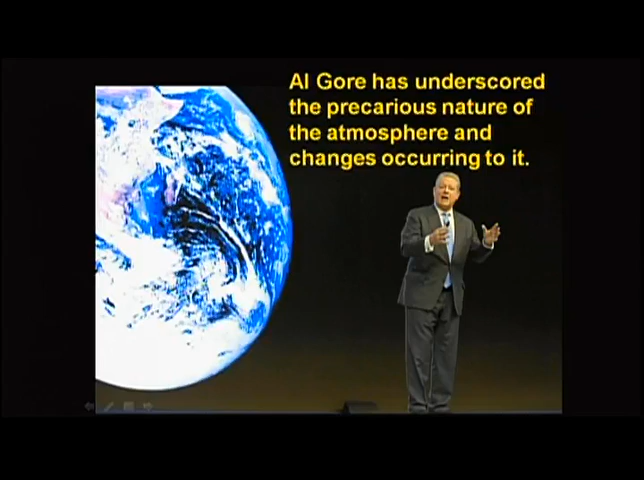 Al Gore has underscored
the precarious nature of
the atmosphere and
changes occurring to it.